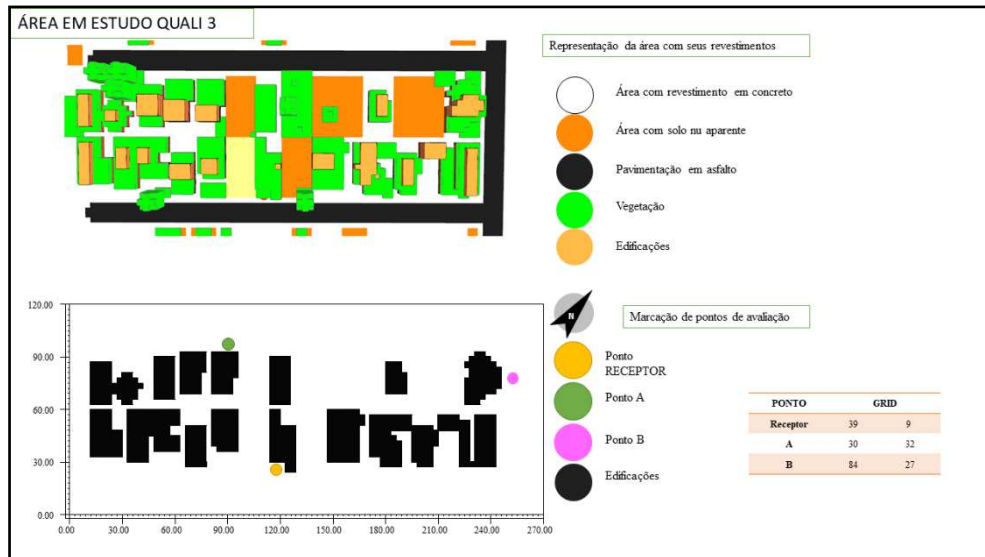 ÁREA EM ESTUDO QUALI 3
Representação da área com seus revestimentos
Área com revestimento em concreto
Área com solo nu aparente
Pavimentação em asfalto
Vegetação
Edificações
120.00
90.00
60.00
30.00
0.00
0.00 30.00 60.00 90.00 120.00 150.00 180.00 210.00 240.00 270.00
N
Marcação de pontos de avaliação
Ponto
RECEPTOR
Ponto A
Ponto B
Edificações
PONTO GRID
Receptor 39 9
A 30 32
B 84 27